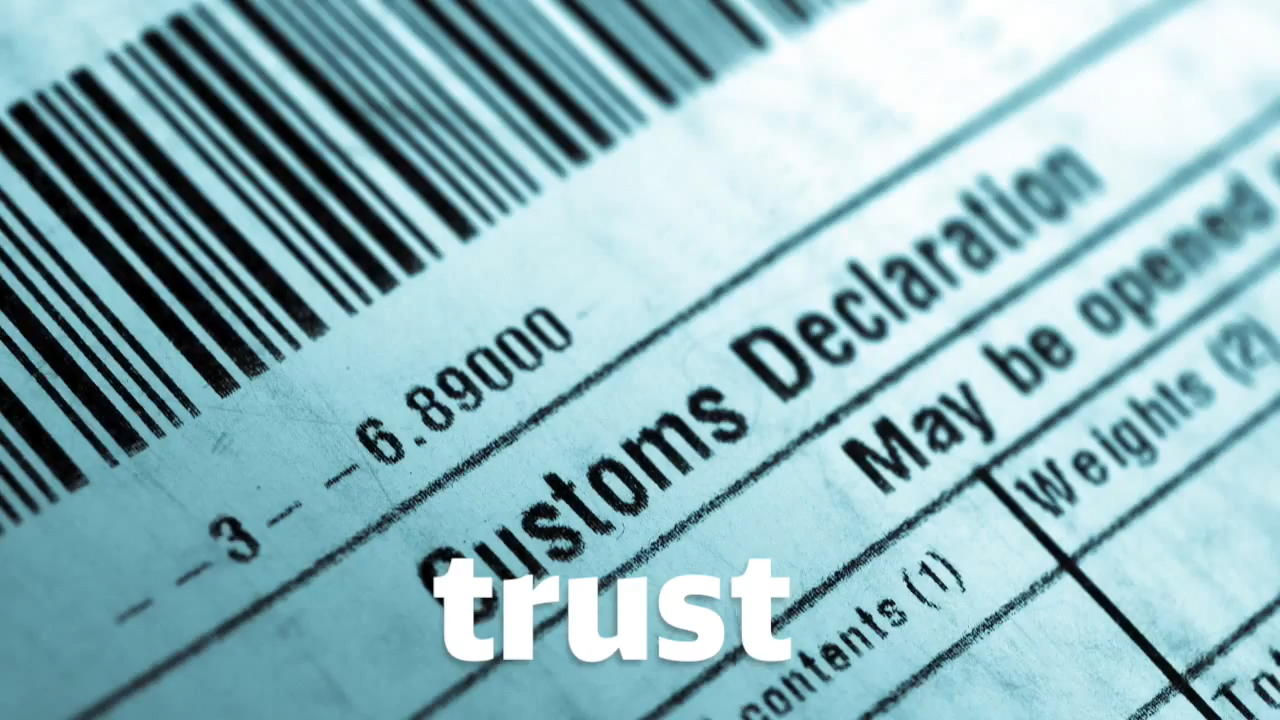 - - 3 - - 6.89000
Customs Declaration
May be opened
Weights (2)
contents (1)
trust